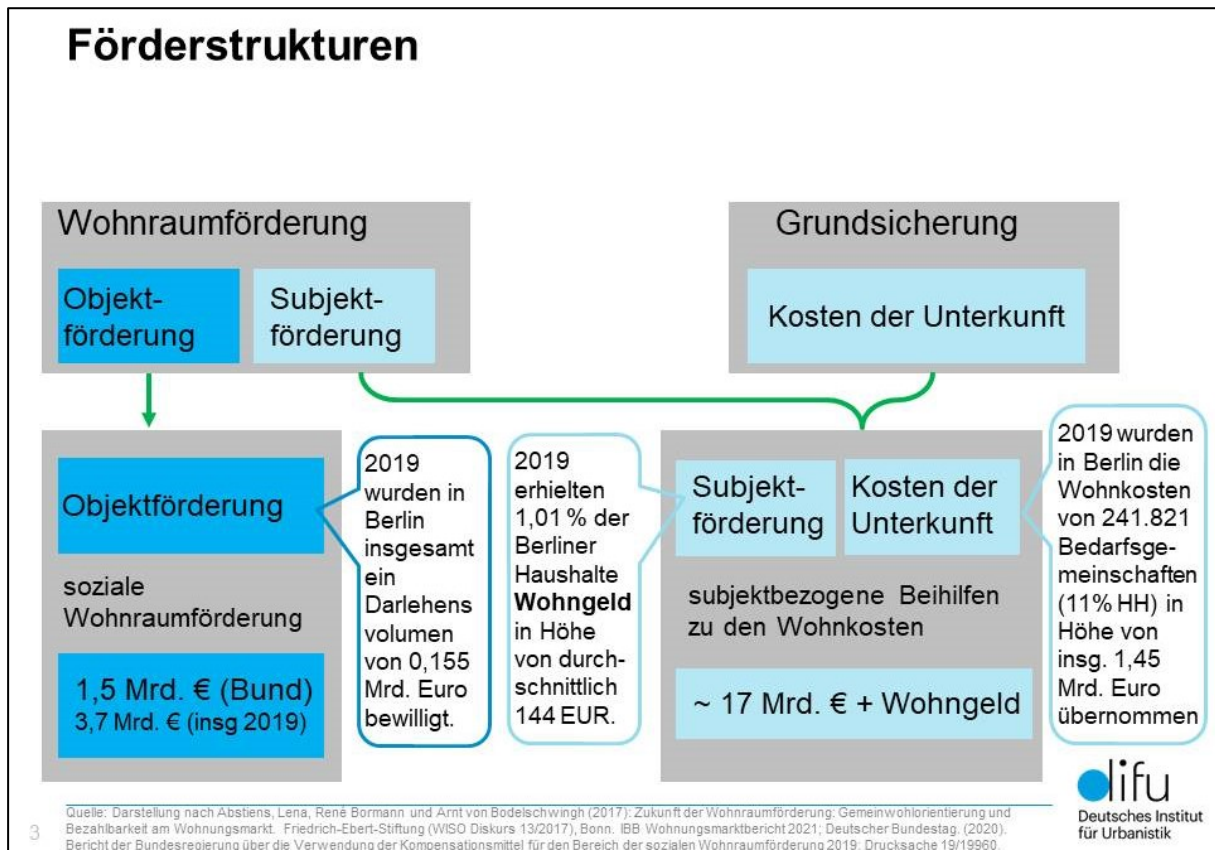 Förderstrukturen
Wohnraumförderung
Objekt-
förderung
Subjekt-
förderung
Grundsicherung
Kosten der Unterkunft
Objektförderung
soziale
Wohnraumförderung
1,5 Mrd. € (Bund)
3,7 Mrd. € (insg 2019)
2019
wurden in
Berlin
insgesamt
ein
Darlehens
volumen
von 0,155
Mrd. Euro
bewilligt.
2019
erhielten
1,01 % der
Berliner
Haushalte
Wohngeld
in Höhe
von durch-
schnittlich
144 EUR.
Subjekt-
förderung
Kosten der
Unterkunft
subjektbezogene Beihilfen
zu den Wohnkosten
~ 17 Mrd. € + Wohngeld
2019 wurden
in Berlin die
Wohnkosten
von 241.821
Bedarfsge-
meinschaften
(11% HH) in
Höhe von
insg. 1,45
Mrd. Euro
übernommen
3
Quelle: Darstellung nach Abstiens, Lena, René Bormann und Arnt von Bodelschwingh (2017): Zukunft der Wohnraumförderung: Gemeinwohlorientierung und
Bezahlbarkeit am Wohnungsmarkt. Friedrich-Ebert-Stiftung (WISO Diskurs 13/2017), Bonn. IBB Wohnungsmarktbericht 2021; Deutscher Bundestag. (2020).
Bericht der Bundesregierung über die Verwendung der Kompensationsmittel für den Bereich der sozialen Wohnraumförderung 2019; Drucksache 19/19960.
difu
Deutsches Institut
für Urbanistik